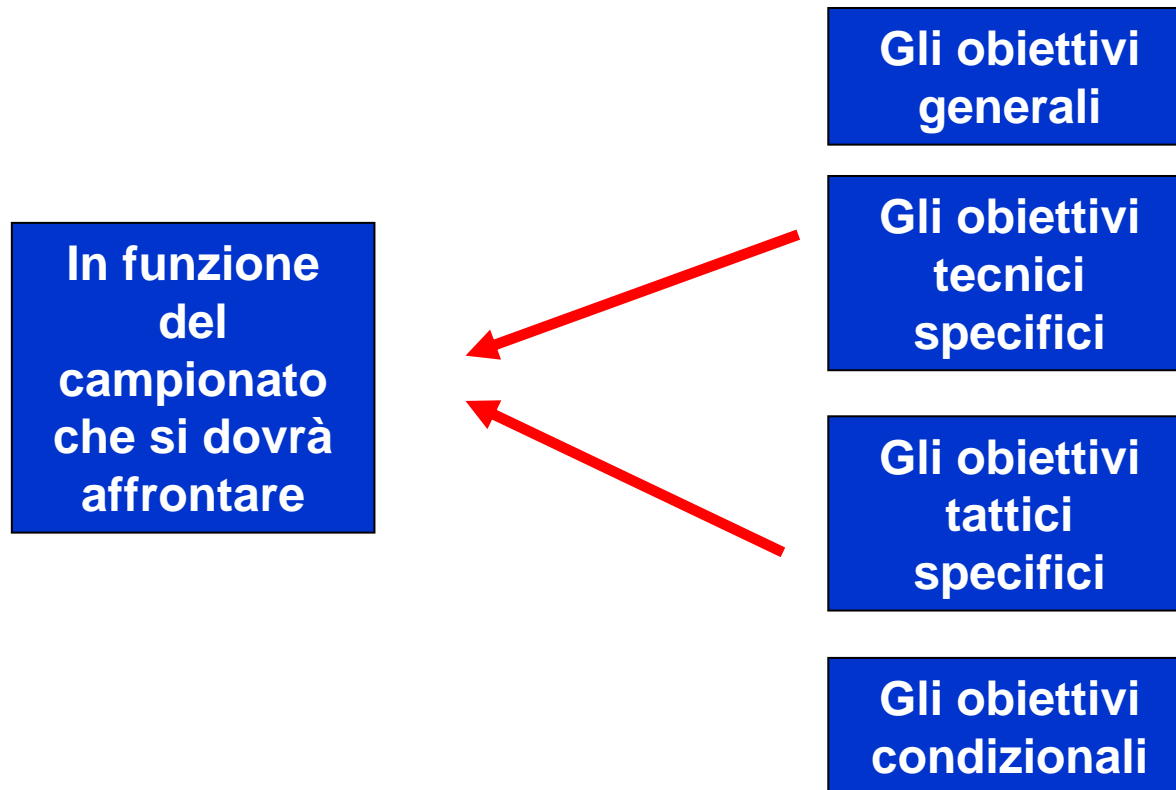 In funzione
del
campionato
che si dovrà
affrontare
Gli obiettivi
generali
Gli obiettivi
tecnici
specifici
Gli obiettivi
tattici
specifici
Gli obiettivi
condizionali